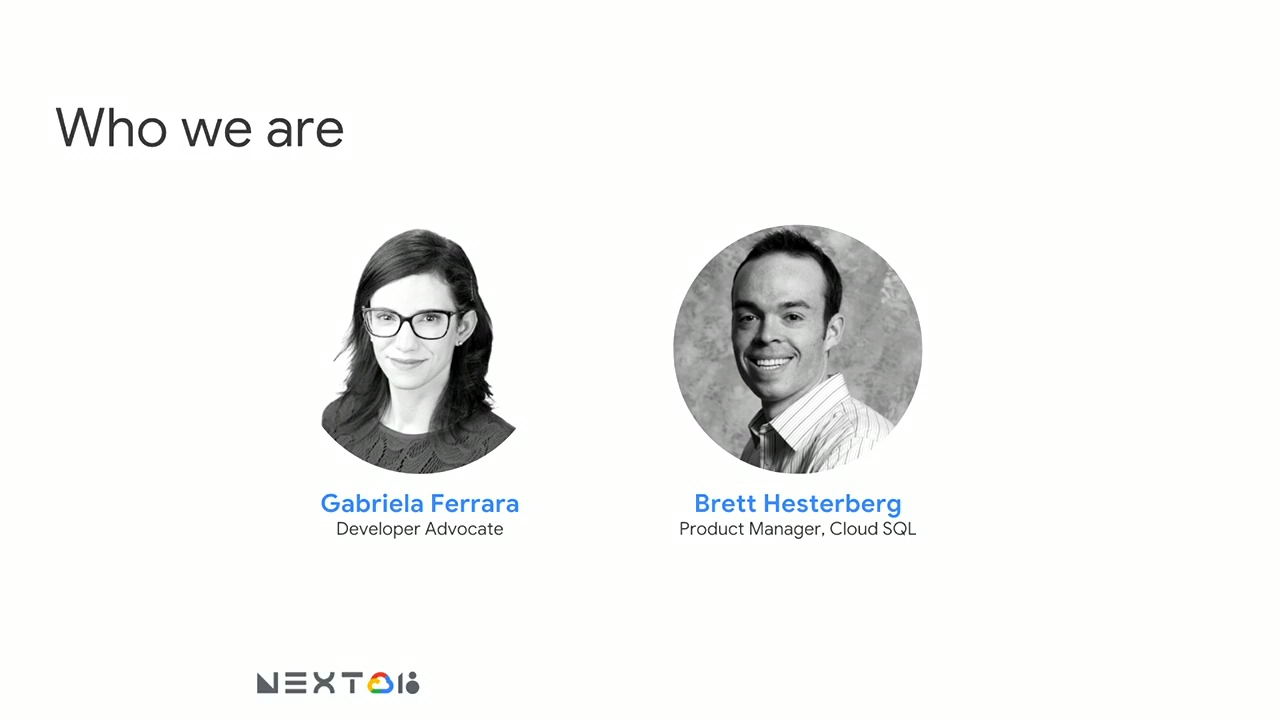 Who we are
Gabriela Ferrara
Developer Advocate
Brett Hesterberg
Product Manager, Cloud SQL
NEXT 18